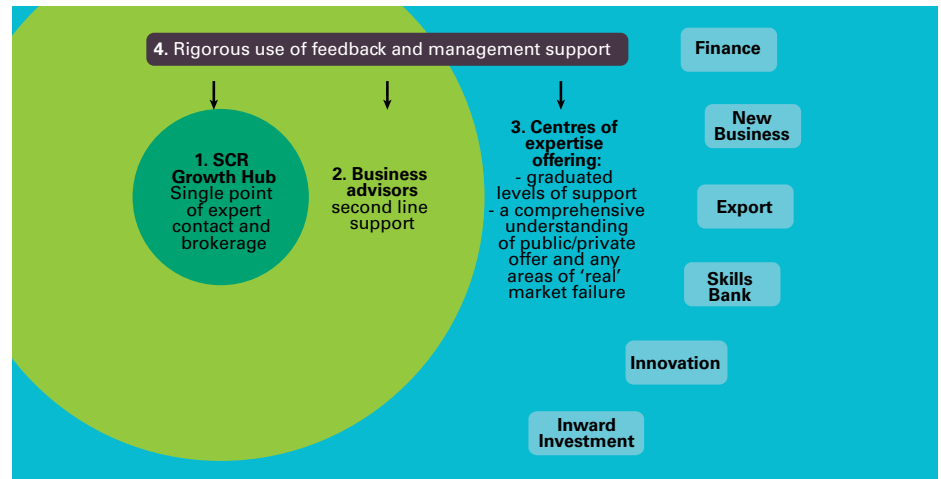 4. Rigorous use of feedback and management support
1. SCR
Growth Hub
Single point
of expert
contact and
brokerage
2. Business
advisors
second line
support
3. Centres of
expertise
offering:
- graduated
levels of support
- a comprehensive
understanding
of public/private
offer and any
areas of ‘real’
market failure
Finance
New
Business
Export
Skills
Bank
Innovation
Inward
Investment